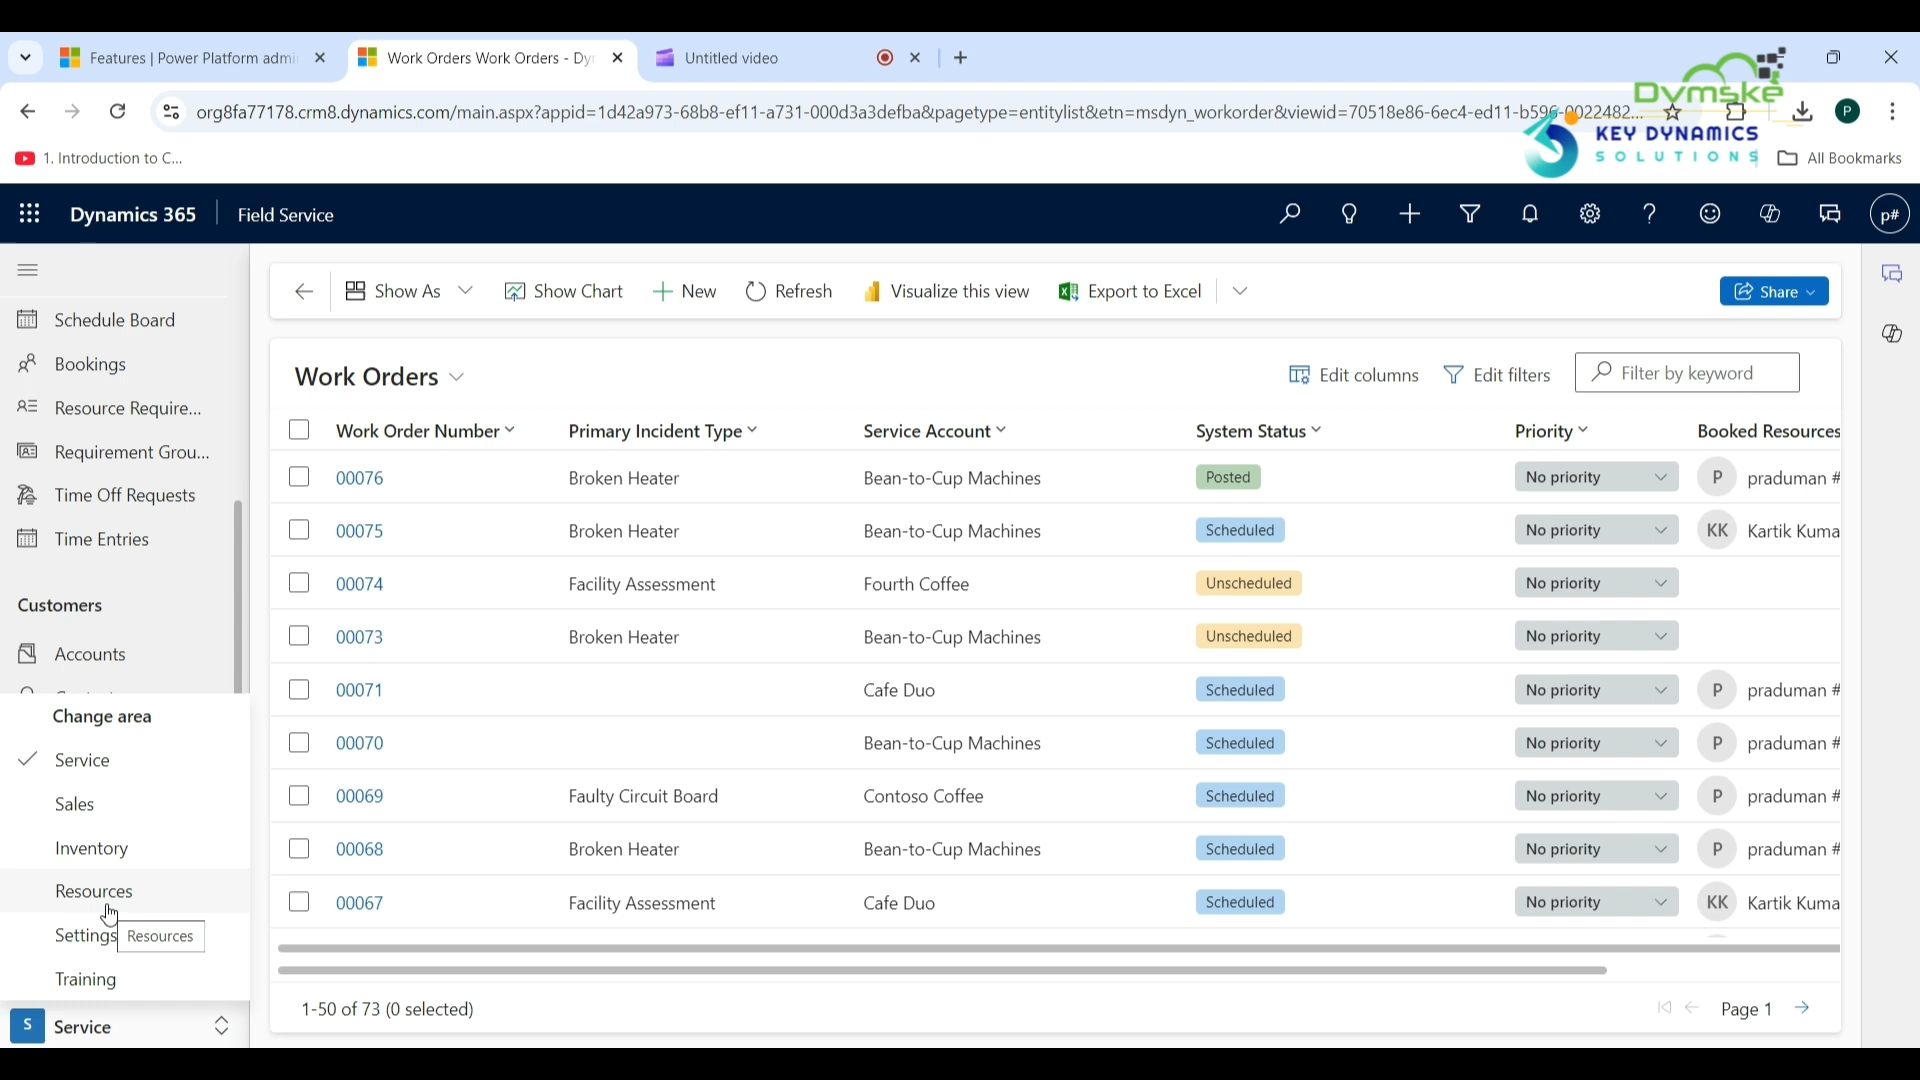 Features | Power Platform admi
Work Orders Work Orders - Dy
Untitled video
org8fa77178.crm8.dynamics.com/main.aspx?appid=1d42a973-68b8-ef11-a731-000d3a3defba&pagetype=entitylist&etn=msdyn_workorder&viewid=70518e86-6ec4-ed11-b596-0022482...
P
Dvmske
KEY DYNAMICS
SOLUTIONS
1. Introduction to C...
All Bookmarks
Dynamics 365
Field Service
p#
Show As
Show Chart
New
Refresh
Visualize this view
Export to Excel
Share
Schedule Board
Bookings
Resource Require...
Requirement Grou...
Time Off Requests
Time Entries
Customers
Accounts
Change area
Service
Sales
Inventory
Resources
Settings
Resources
Training
S
Service
Work Orders
Edit columns
Edit filters
Filter by keyword
Work Order Number Primary Incident Type Service Account System Status Priority Booked Resources
00076 Broken Heater Bean-to-Cup Machines Posted No priority P praduman #
00075 Broken Heater Bean-to-Cup Machines Scheduled No priority KK Kartik Kuma
00074 Facility Assessment Fourth Coffee Unscheduled No priority
00073 Broken Heater Bean-to-Cup Machines Unscheduled No priority
00071 Cafe Duo Scheduled No priority P praduman #
00070 Bean-to-Cup Machines Scheduled No priority P praduman #
00069 Faulty Circuit Board Contoso Coffee Scheduled No priority P praduman #
00068 Broken Heater Bean-to-Cup Machines Scheduled No priority P praduman #
00067 Facility Assessment Cafe Duo Scheduled No priority KK Kartik Kuma
1-50 of 73 (0 selected)
Page 1